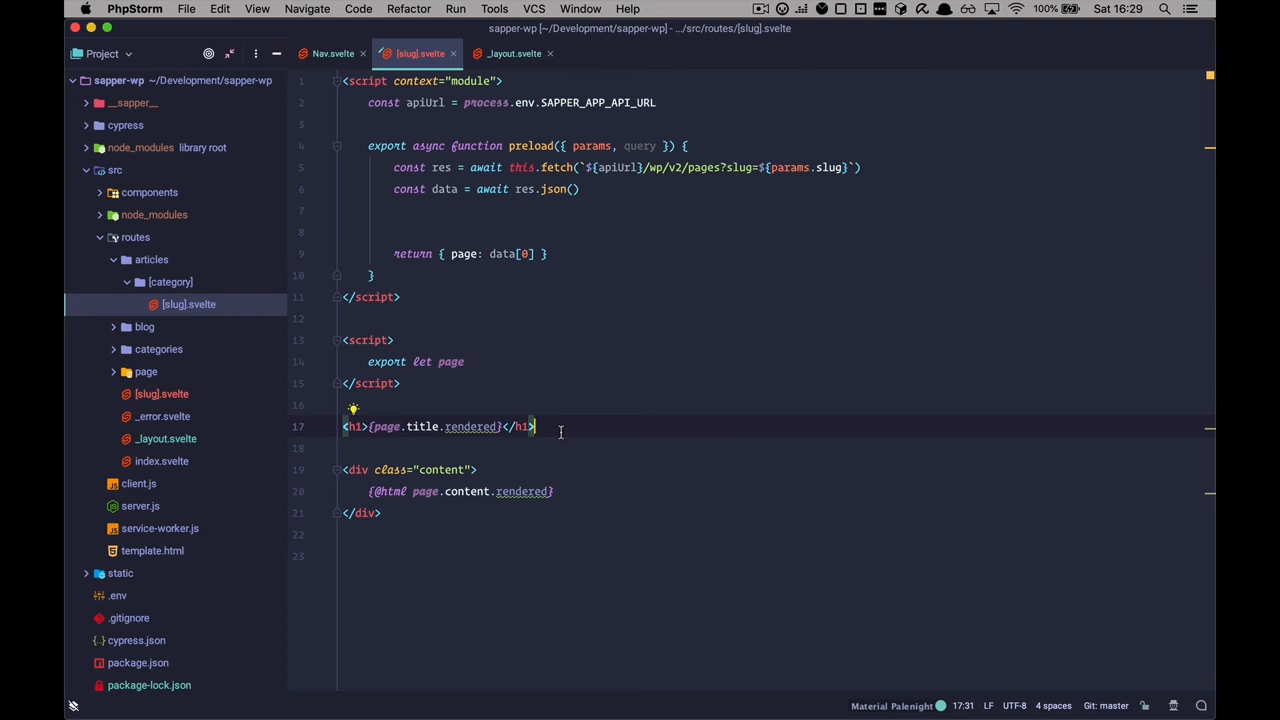 PhpStorm File Edit View Navigate Code Refactor Run Tools VCS Window Help 100% Sat 16:29
sapper-wp [~/Development/sapper-wp] - .../src/routes/[slug].svelte
Project
Nav.svelte [slug].svelte _layout.svelte
sapper-wp ~/Development/sapper-wp
__sapper__
cypress
node_modules library root
src
components
node_modules
routes
articles
[category]
[slug].svelte
blog
categories
page
[slug].svelte
_error.svelte
_layout.svelte
index.svelte
client.js
server.js
service-worker.js
template.html
static
.env
.gitignore
cypress.json
package.json
package-lock.json
1 <script context="module">
2 const apiUrl = process.env.SAPPER_APP_API_URL
3
4 export async function preload({ params, query }) {
5 const res = await this.fetch(`${apiUrl}/wp/v2/pages?slug=${params.slug}`)
6 const data = await res.json()
7
8
9 return { page: data[0] }
10 }
11 </script>
12
13 <script>
14 export let page
15 </script>
16
17 <h1>{page.title.rendered}</h1>
18
19 <div class="content">
20 {@html page.content.rendered}
21 </div>
22
23
Material Palenight 17:31 LF UTF-8 4 spaces Git: master